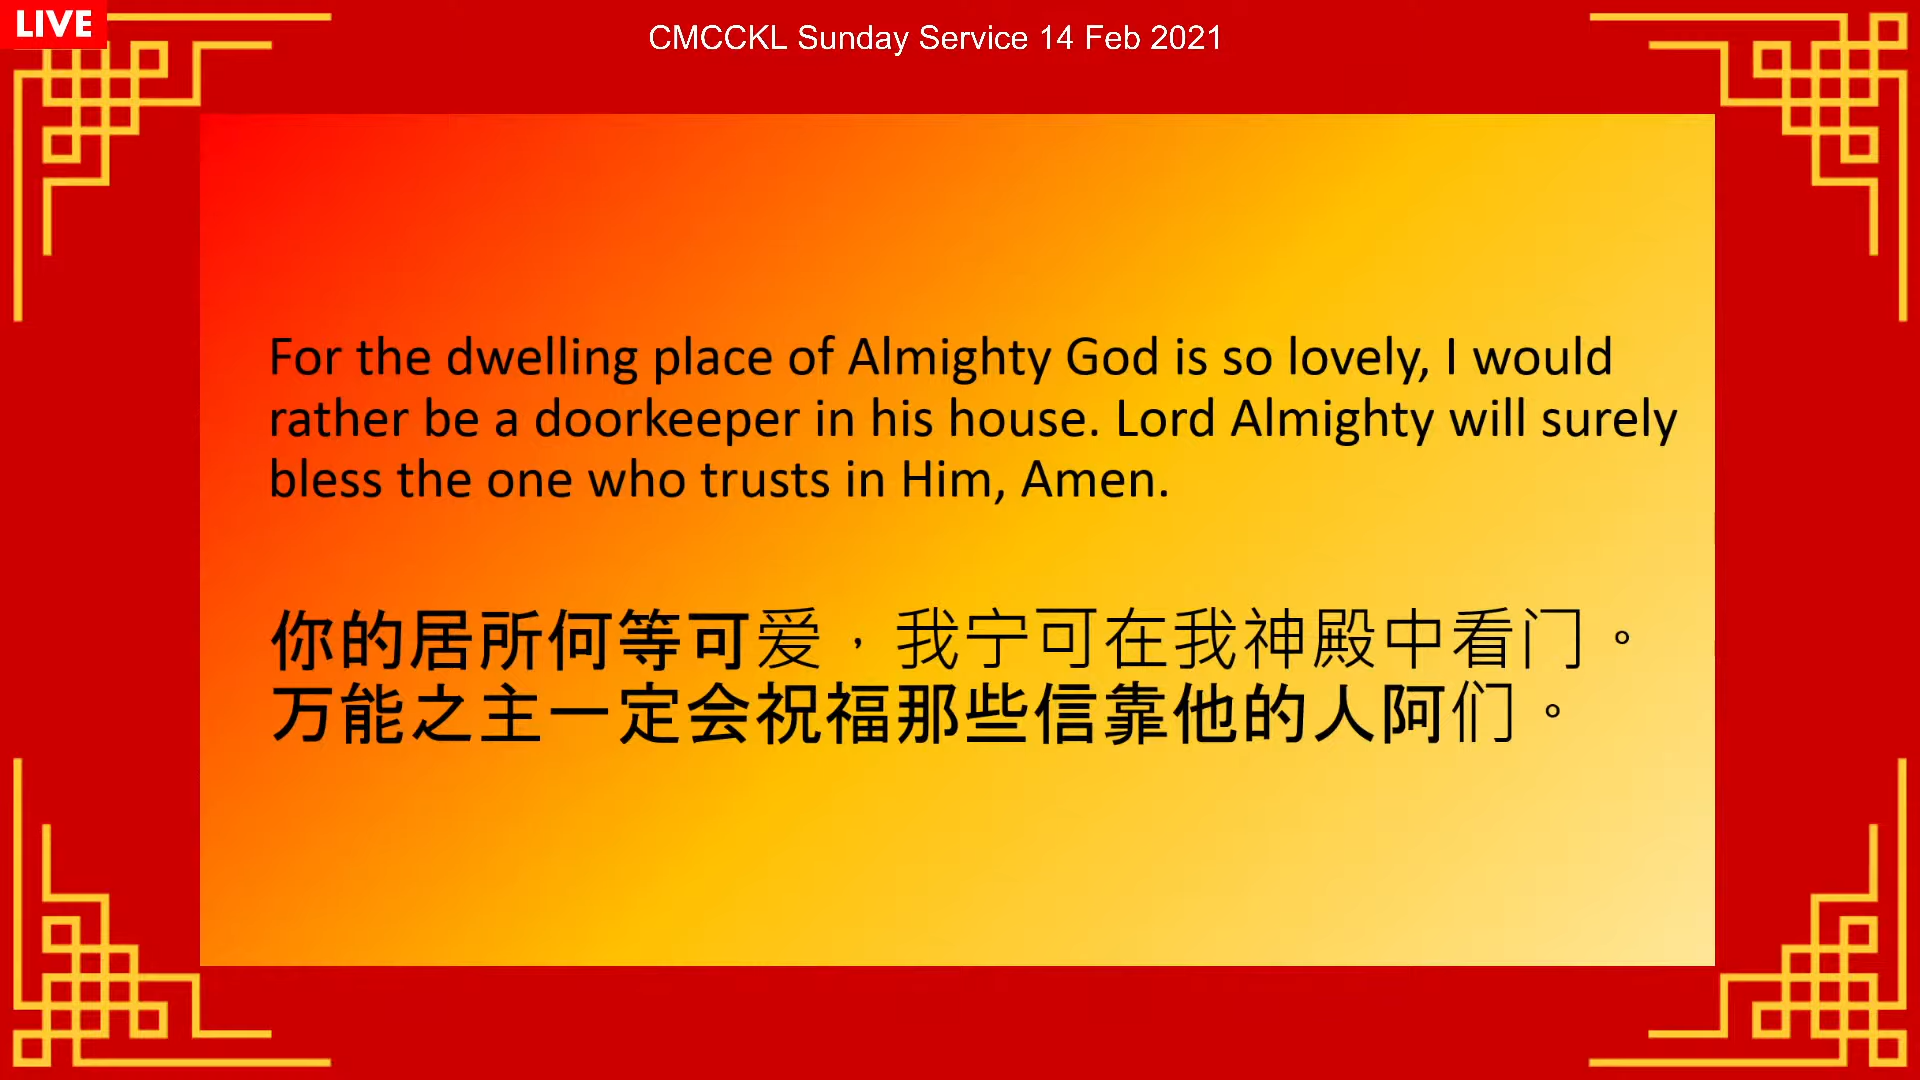 LIVE
CMCCKL Sunday Service 14 Feb 2021
For the dwelling place of Almighty God is so lovely, I would
rather be a doorkeeper in his house. Lord Almighty will surely
bless the one who trusts in Him, Amen.
你的居所何等可爱，我宁可在我神殿中看门。
万能之主一定会祝福那些信靠他的人阿们。